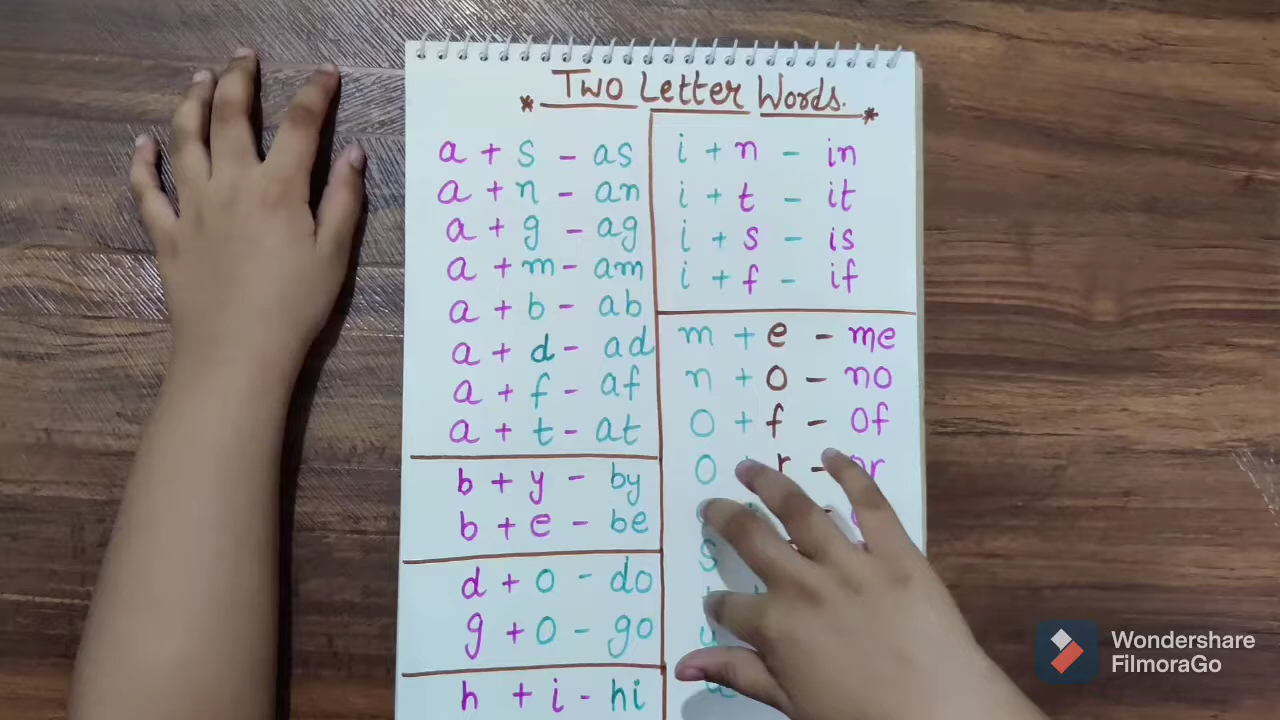 Two Letter Words.
a + s - as
a + n - an
a + g - ag
a + m - am
a + b - ab
a + d - ad
a + f - af
a + t - at
b + y - by
b + e - be
d + o - do
g + o - go
h + i - hi
i + n - in
i + t - it
i + s - is
i + f - if
m + e - me
n + o - no
o + f - of
o + r - or
s
u
Wondershare
FilmoraGo